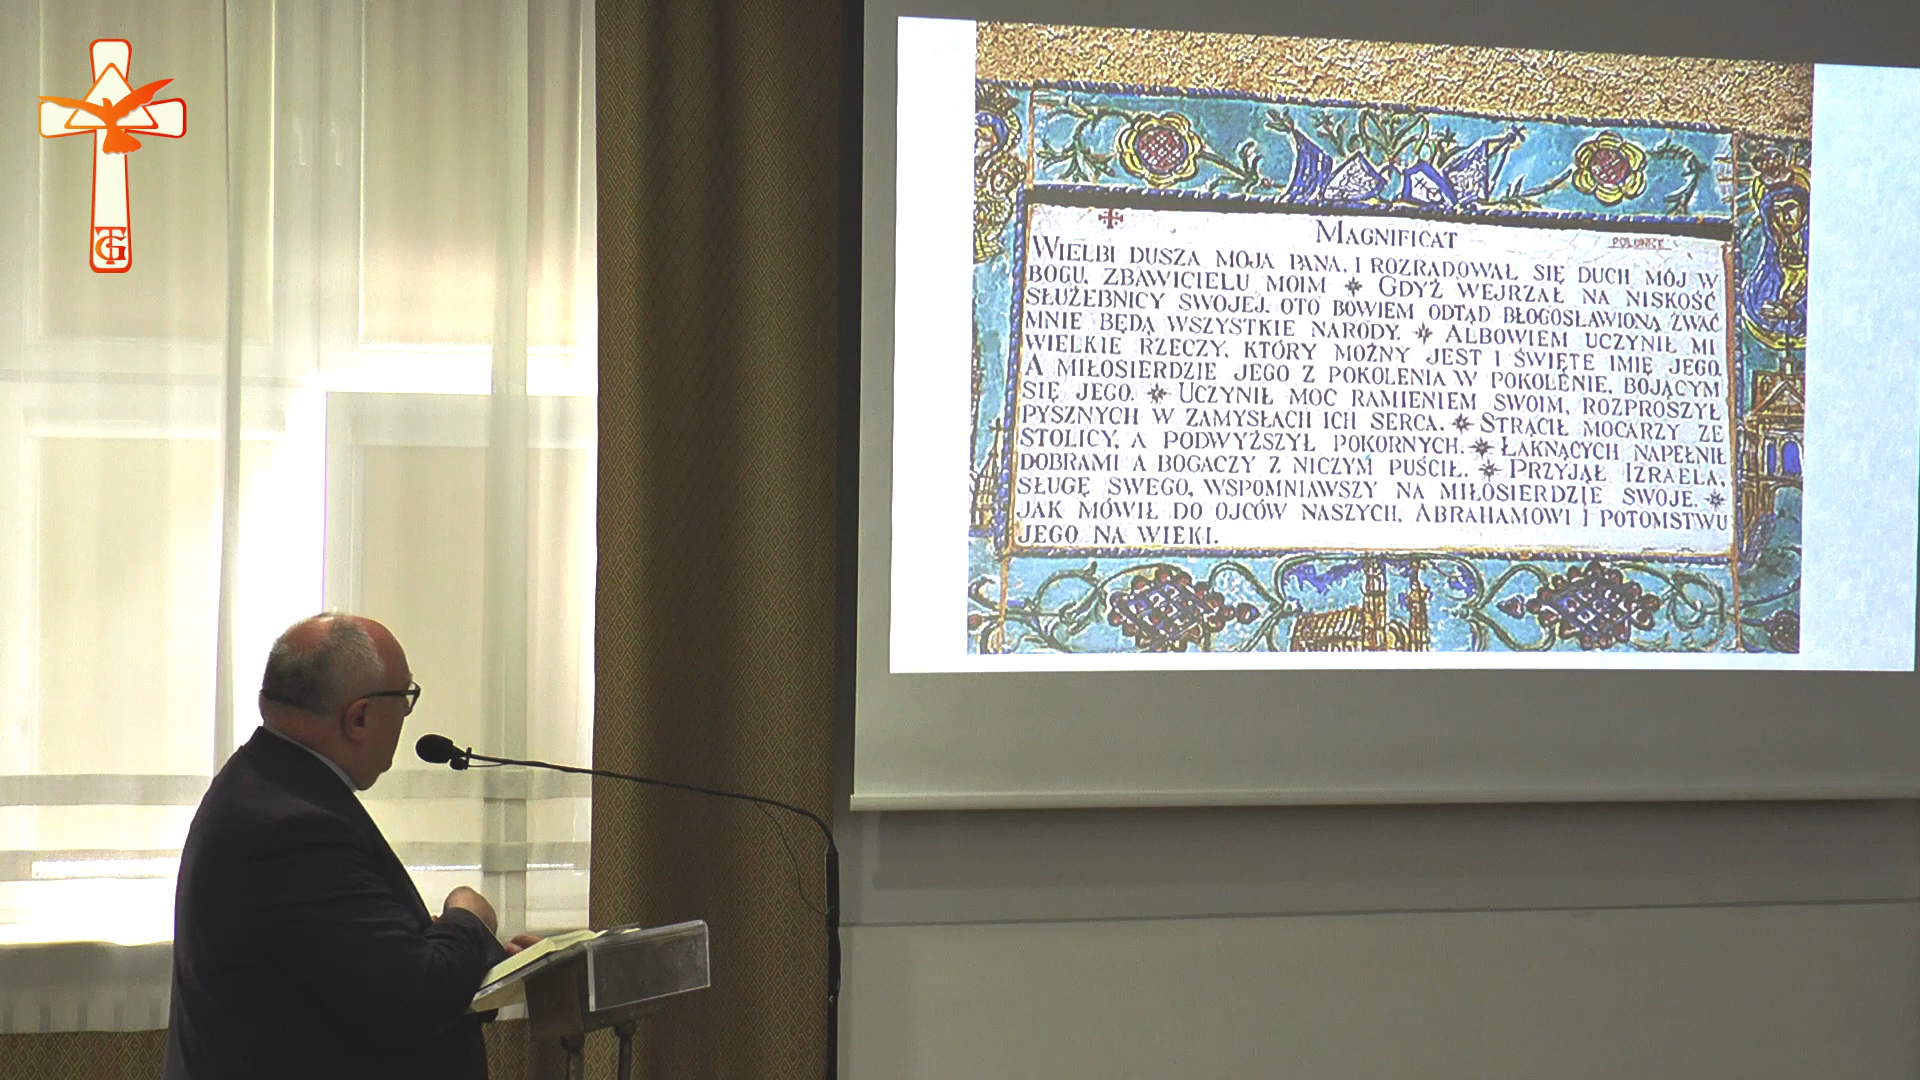 TG
MAGNIFICAT
POLONICE
WIELBI DUSZA MOJA PANA, I ROZRADOWAŁ SIĘ DUCH MÓJ W
BOGU, ZBAWICIELU MOIM ✷ GDYŻ WEJRZAŁ NA NISKOŚĆ
SŁUŻEBNICY SWOJEJ. OTO BOWIEM ODTĄD BŁOGOSŁAWIONĄ ZWAĆ
MNIE BĘDĄ WSZYSTKIE NARODY. ✷ ALBOWIEM UCZYNIŁ MI
WIELKIE RZECZY, KTÓRY MOŻNY JEST I ŚWIĘTE IMIĘ JEGO.
A MIŁOSIERDZIE JEGO Z POKOLENIA W POKOLENIE, BOJĄCYM
SIĘ JEGO. ✷ UCZYNIŁ MOC RAMIENIEM SWOIM, ROZPROSZYŁ
PYSZNYCH W ZAMYSŁACH ICH SERCA. ✷ STRĄCIŁ MOCARZY ZE
STOLICY, A PODWYŻSZYŁ POKORNYCH. ✷ ŁAKNĄCYCH NAPEŁNIŁ
DOBRAMI A BOGACZY Z NICZYM PUŚCIŁ. ✷ PRZYJĄŁ IZRAELA,
SŁUGĘ SWEGO, WSPOMNIAWSZY NA MIŁOSIERDZIE SWOJE. ✷
JAK MÓWIŁ DO OJCÓW NASZYCH, ABRAHAMOWI I POTOMSTWU
JEGO NA WIEKI.